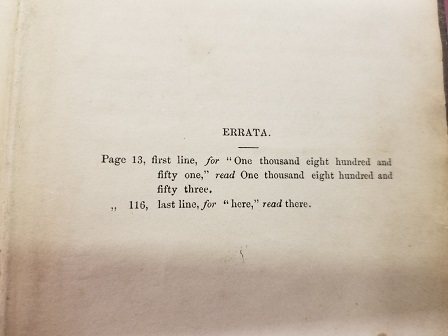 ERRATA.
Page 13, first line, for "One thousand eight hundred and
fifty one," read One thousand eight hundred and
fifty three.
„ 116, last line, for "here," read there.